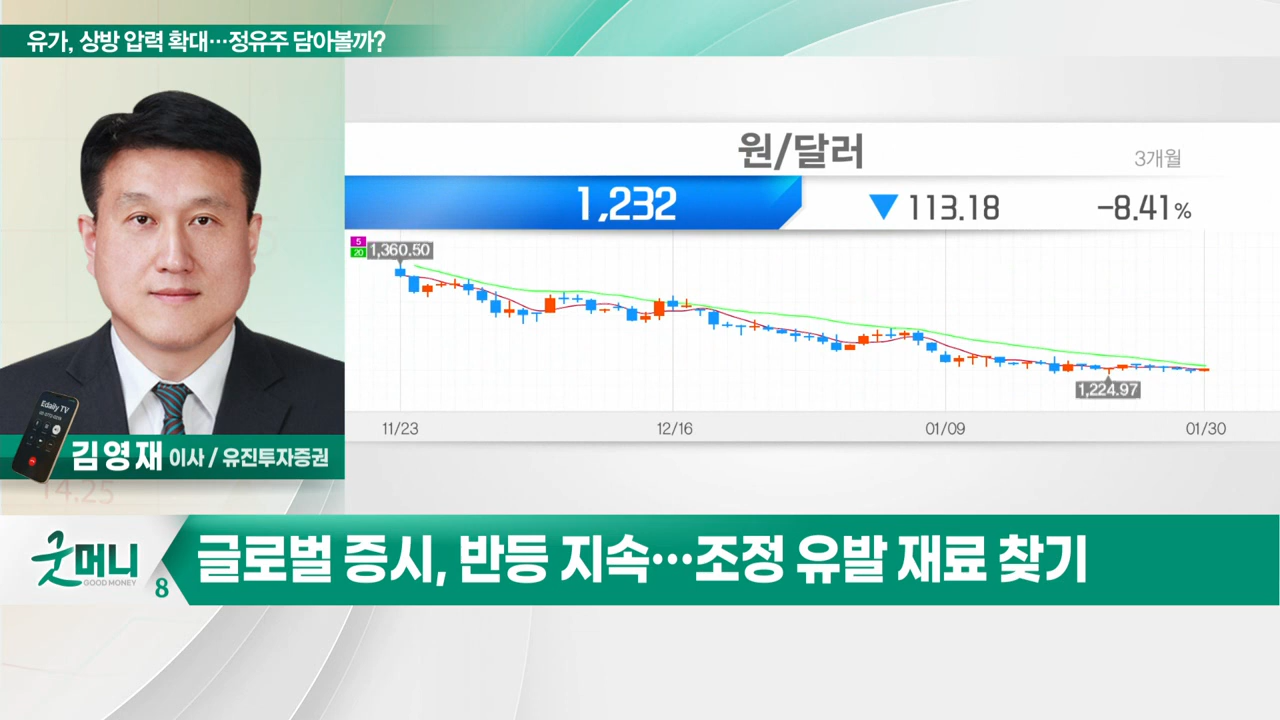 유가, 상방 압력 확대…정유주 담아볼까?
원/달러
3개월
1,232
▼113.18
-8.41%
5
20
1,360.50
1,224.97
11/23
12/16
01/09
01/30
Edaily TV
김영재 이사 / 유진투자증권
14.25
굿머니
GOOD MONEY
8
글로벌 증시, 반등 지속…조정 유발 재료 찾기